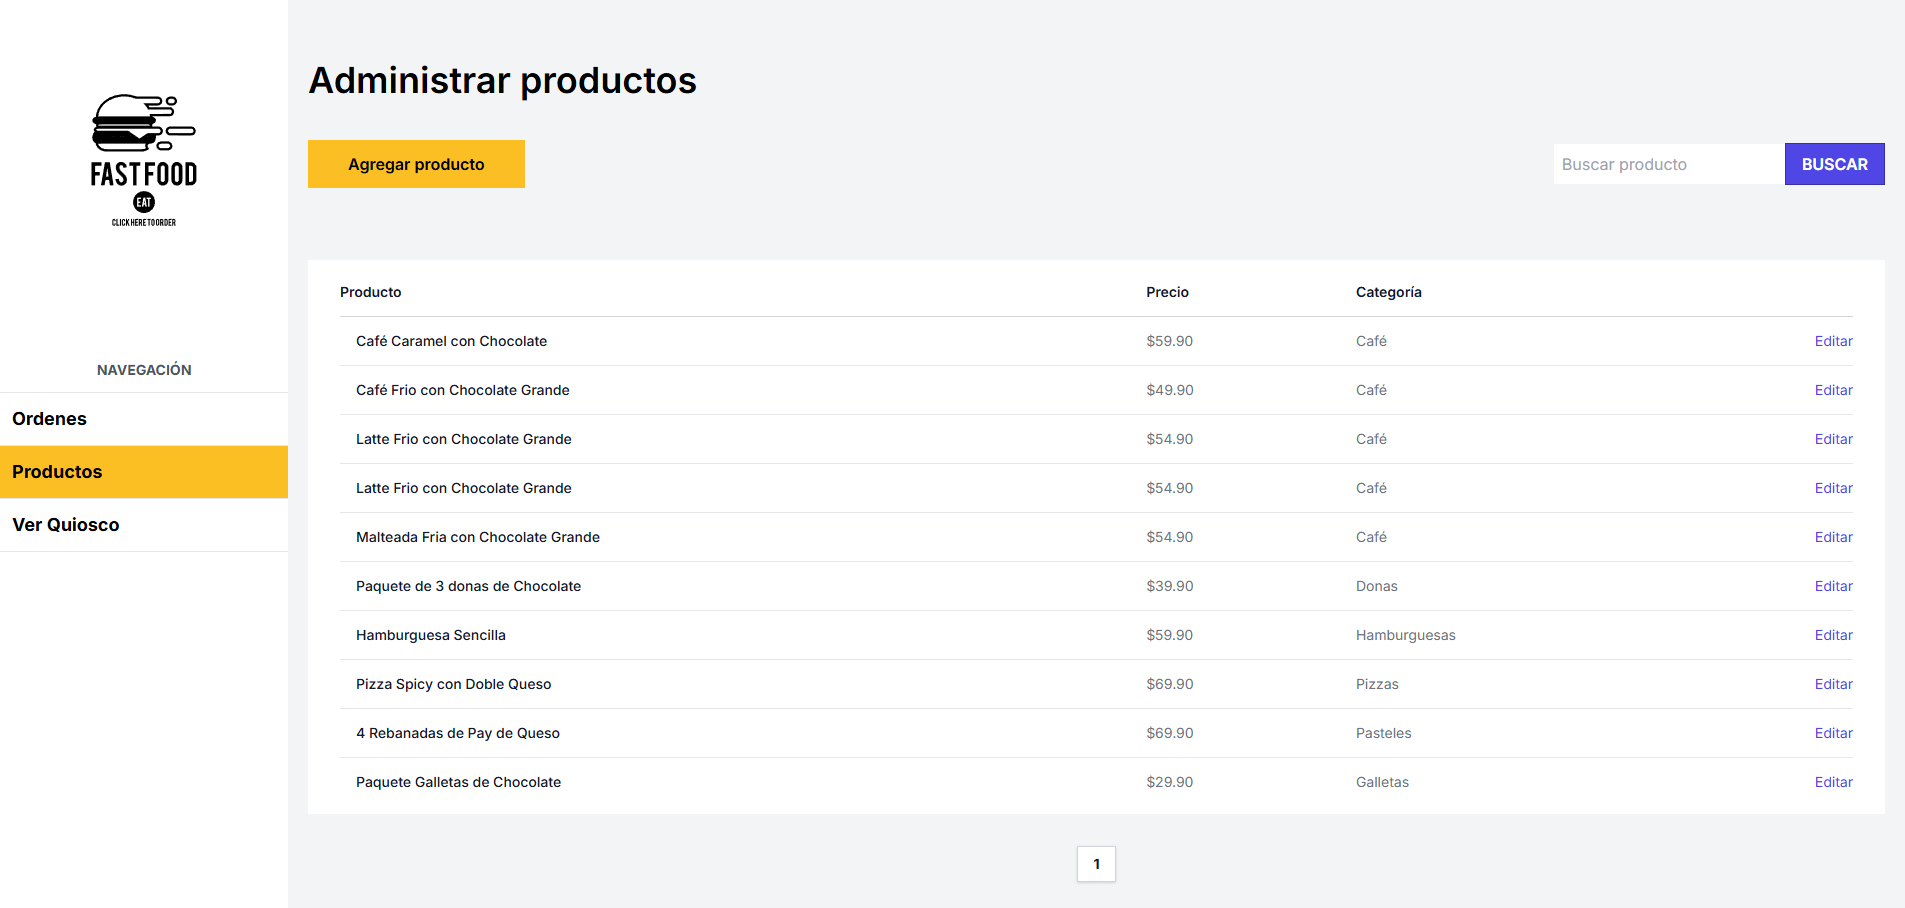 FAST FOOD
EAT
CLICK HERE TO ORDER
NAVEGACIÓN
Ordenes
Productos
Ver Quiosco
Administrar productos
Agregar producto
Buscar producto BUSCAR
Producto Precio Categoría
Café Caramel con Chocolate $59.90 Café Editar
Café Frio con Chocolate Grande $49.90 Café Editar
Latte Frio con Chocolate Grande $54.90 Café Editar
Latte Frio con Chocolate Grande $54.90 Café Editar
Malteada Fria con Chocolate Grande $54.90 Café Editar
Paquete de 3 donas de Chocolate $39.90 Donas Editar
Hamburguesa Sencilla $59.90 Hamburguesas Editar
Pizza Spicy con Doble Queso $69.90 Pizzas Editar
4 Rebanadas de Pay de Queso $69.90 Pasteles Editar
Paquete Galletas de Chocolate $29.90 Galletas Editar
1